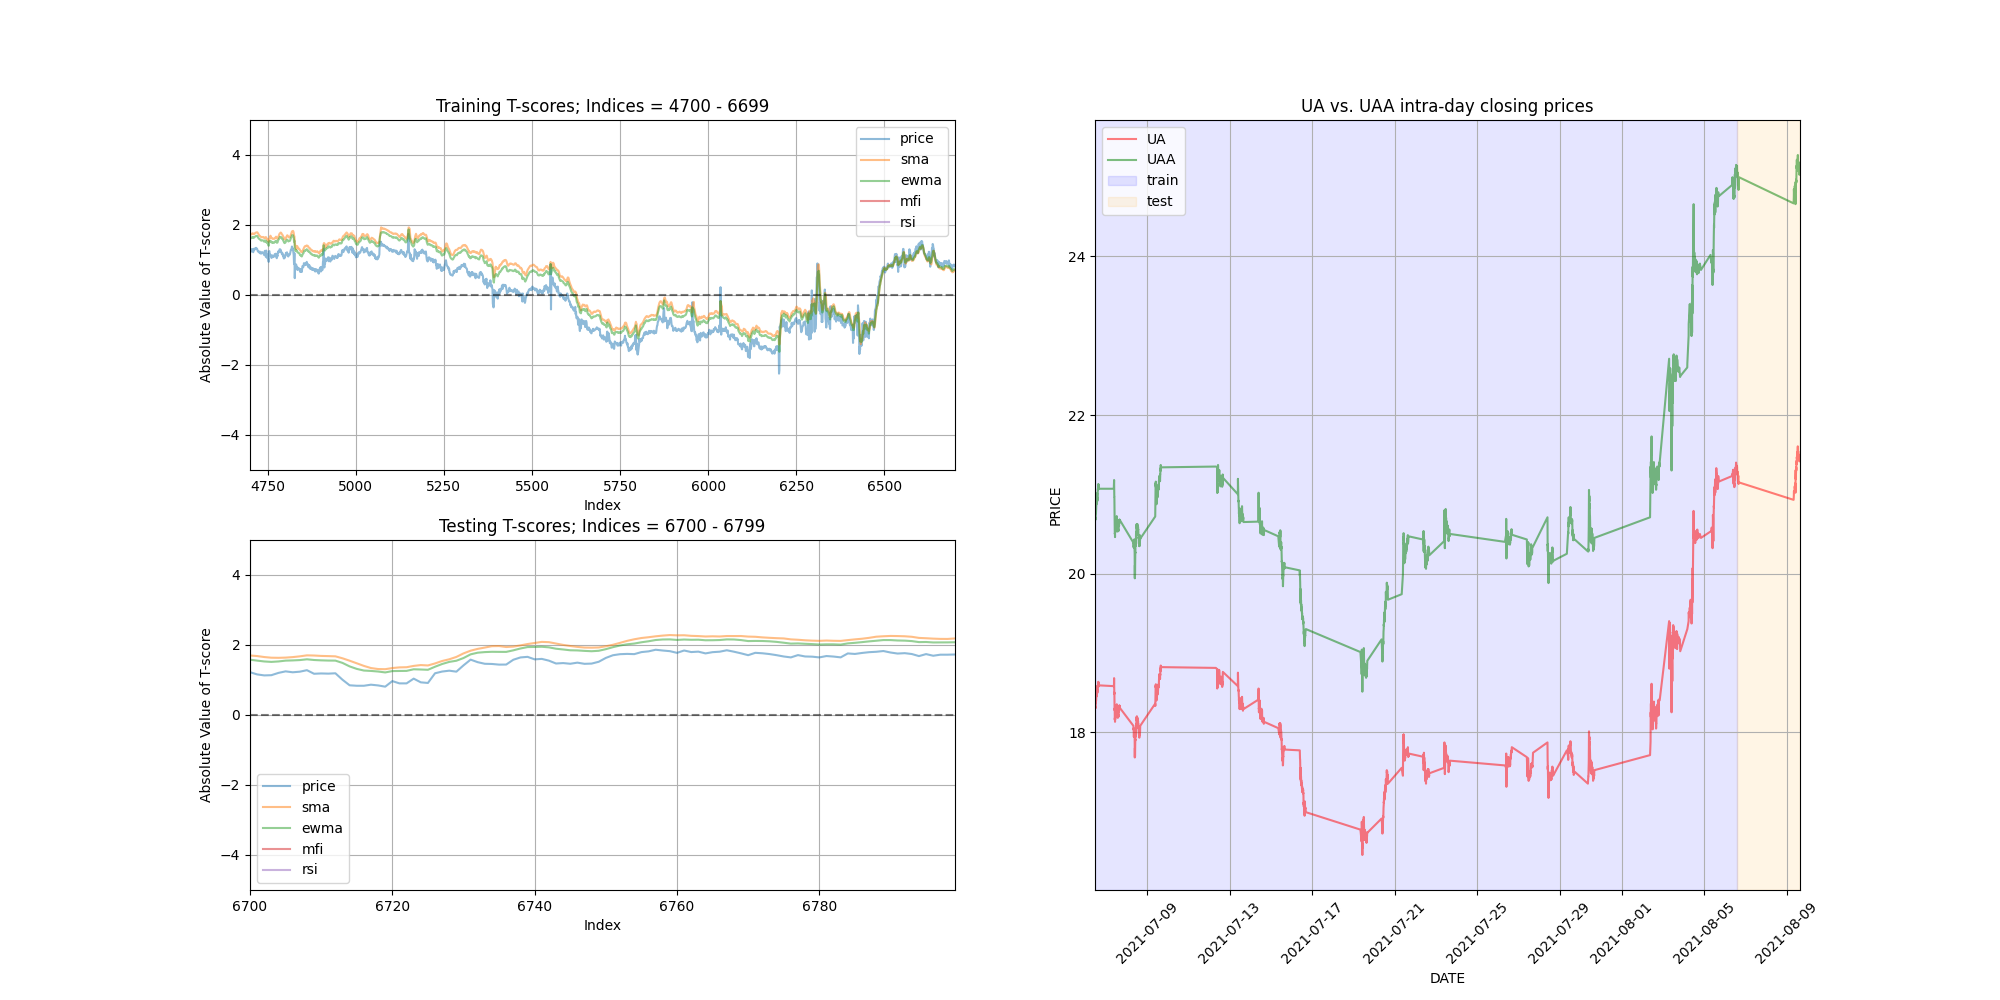 Training T-scores; Indices = 4700 - 6699
Absolute Value of T-score
4
2
0
−2
−4
price
sma
ewma
mfi
rsi
4750 5000 5250 5500 5750 6000 6250 6500
Index
Testing T-scores; Indices = 6700 - 6799
Absolute Value of T-score
4
2
0
−2
−4
price
sma
ewma
mfi
rsi
6700 6720 6740 6760 6780
Index
UA vs. UAA intra-day closing prices
UA
UAA
train
test
PRICE
24
22
20
18
2021-07-09 2021-07-13 2021-07-17 2021-07-21 2021-07-25 2021-07-29 2021-08-01 2021-08-05 2021-08-09
DATE